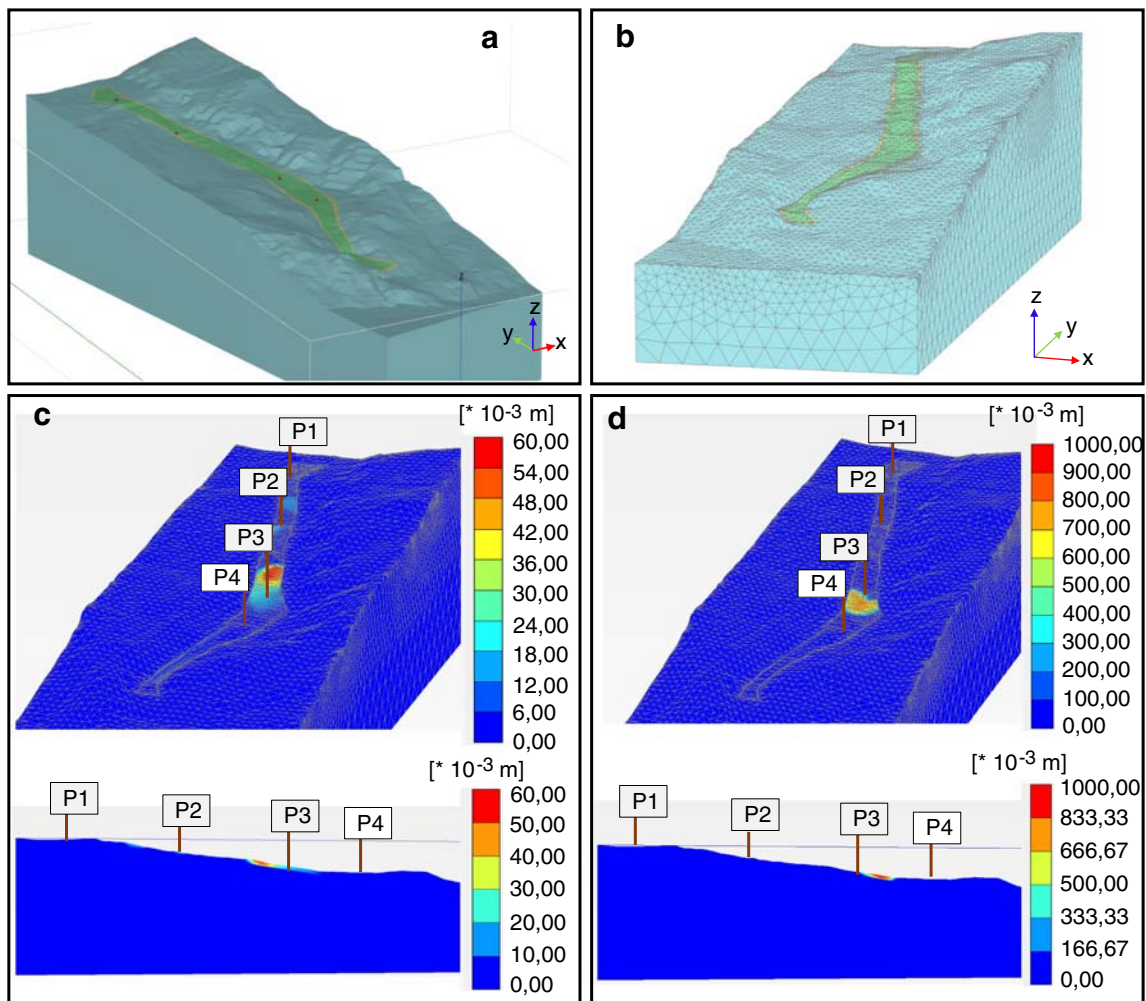 a
z
y
x
z
b
z
y
x
c
[* 10-3 m]
P1
P2
P3
P4
60,00
54,00
48,00
42,00
36,00
30,00
24,00
18,00
12,00
6,00
0,00
[* 10-3 m]
P1
P2
P3
P4
60,00
50,00
40,00
30,00
20,00
10,00
0,00
d
[* 10-3 m]
P1
P2
P3
P4
1000,00
900,00
800,00
700,00
600,00
500,00
400,00
300,00
200,00
100,00
0,00
[* 10-3 m]
P1
P2
P3
P4
1000,00
833,33
666,67
500,00
333,33
166,67
0,00